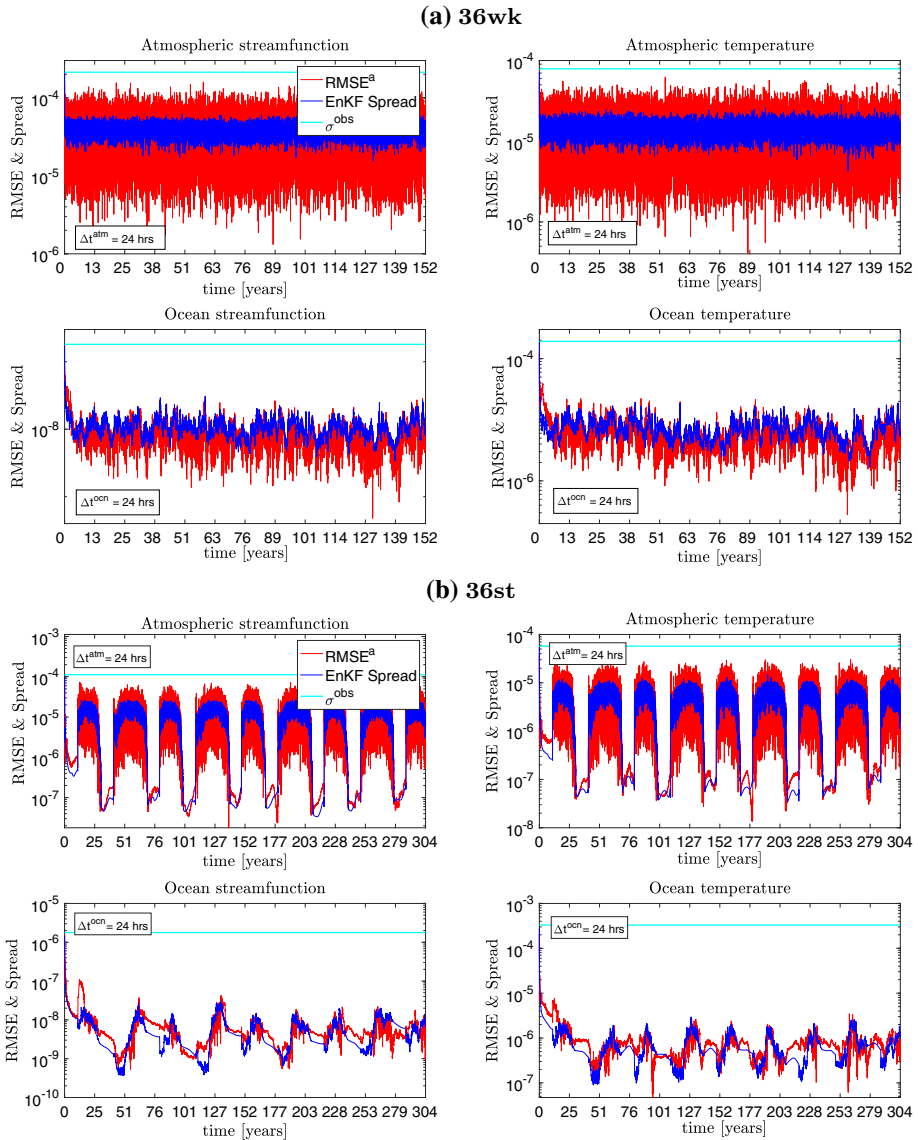 (a) 36wk
Atmospheric streamfunction
RMSE & Spread
10^-4
10^-5
10^-6
RMSE^a
EnKF Spread
σ^obs
Δt^atm = 24 hrs
0 13 25 38 51 63 76 89 101 114 127 139 152
time [years]
Atmospheric temperature
RMSE & Spread
10^-4
10^-5
10^-6
Δt^atm = 24 hrs
0 13 25 38 51 63 76 89 101 114 127 139 152
time [years]
Ocean streamfunction
RMSE & Spread
10^-8
Δt^ocn = 24 hrs
0 13 25 38 51 63 76 89 101 114 127 139 152
time [years]
Ocean temperature
RMSE & Spread
10^-4
10^-5
10^-6
Δt^ocn = 24 hrs
0 13 25 38 51 63 76 89 101 114 127 139 152
time [years]
(b) 36st
Atmospheric streamfunction
RMSE & Spread
10^-3
10^-4
10^-5
10^-6
10^-7
Δt^atm = 24 hrs
RMSE^a
EnKF Spread
σ^obs
0 25 51 76 101 127 152 177 203 228 253 279 304
time [years]
Atmospheric temperature
RMSE & Spread
10^-4
10^-5
10^-6
10^-7
10^-8
Δt^atm = 24 hrs
0 25 51 76 101 127 152 177 203 228 253 279 304
time [years]
Ocean streamfunction
RMSE & Spread
10^-5
10^-6
10^-7
10^-8
10^-9
10^-10
Δt^ocn = 24 hrs
0 25 51 76 101 127 152 177 203 228 253 279 304
time [years]
Ocean temperature
RMSE & Spread
10^-3
10^-4
10^-5
10^-6
10^-7
Δt^ocn = 24 hrs
0 25 51 76 101 127 152 177 203 228 253 279 304
time [years]